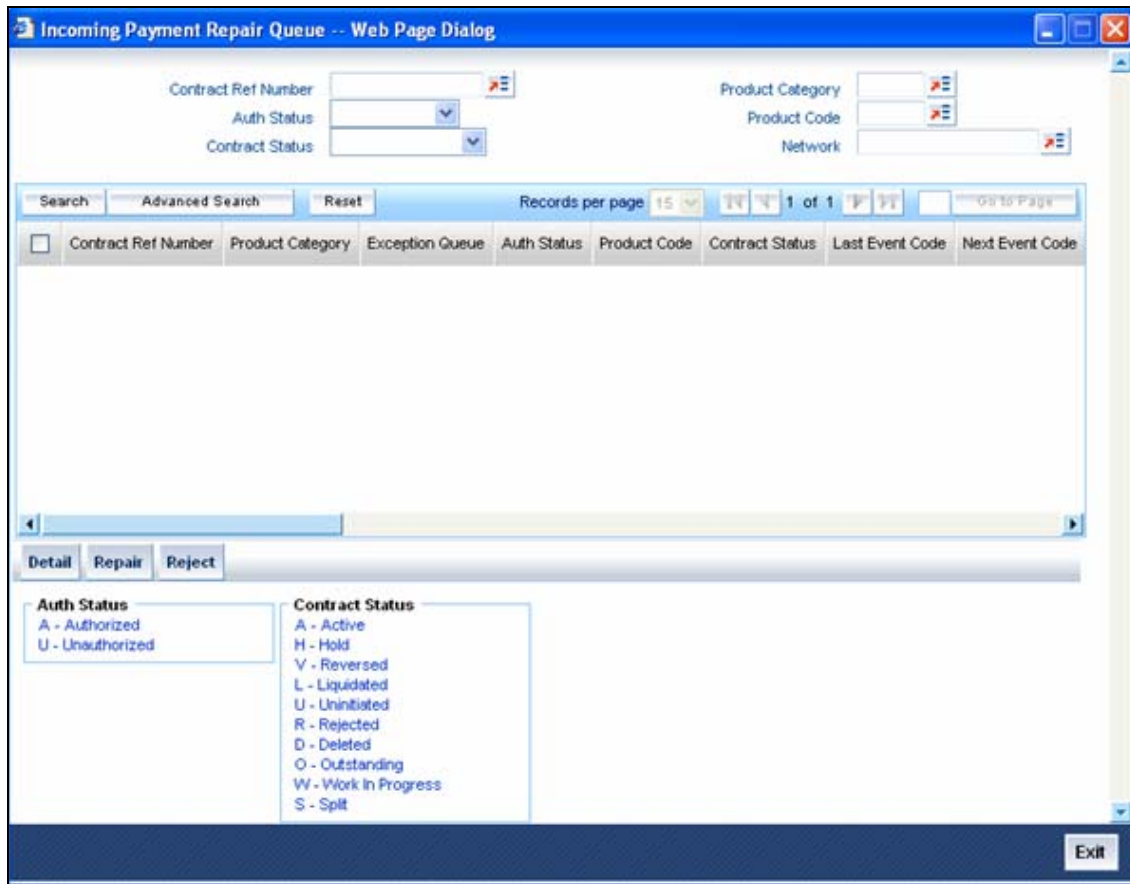 Incoming Payment Repair Queue -- Web Page Dialog
Contract Ref Number
Product Category
Auth Status
Product Code
Contract Status
Network
Search Advanced Search Reset Records per page 15 1 of 1 Go to Page
Contract Ref Number Product Category Exception Queue Auth Status Product Code Contract Status Last Event Code Next Event Code
Detail Repair Reject
Auth Status
A - Authorized
U - Unauthorized
Contract Status
A - Active
H - Hold
V - Reversed
L - Liquidated
U - Uninitiated
R - Rejected
D - Deleted
O - Outstanding
W - Work In Progress
S - Split
Exit